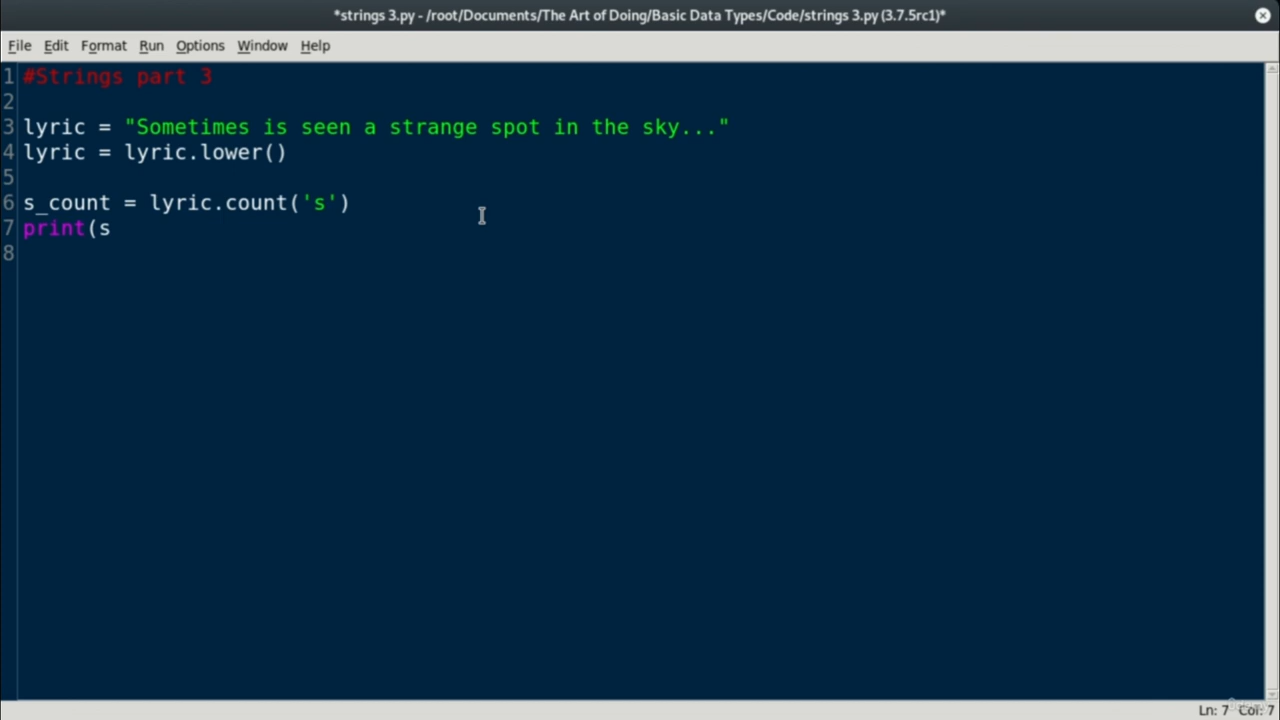 *strings 3.py - /root/Documents/The Art of Doing/Basic Data Types/Code/strings 3.py (3.7.5rc1)*
File Edit Format Run Options Window Help
1 #Strings part 3
2
3 lyric = "Sometimes is seen a strange spot in the sky..."
4 lyric = lyric.lower()
5
6 s_count = lyric.count('s')
7 print(s
8
Ln: 7 Col: 7